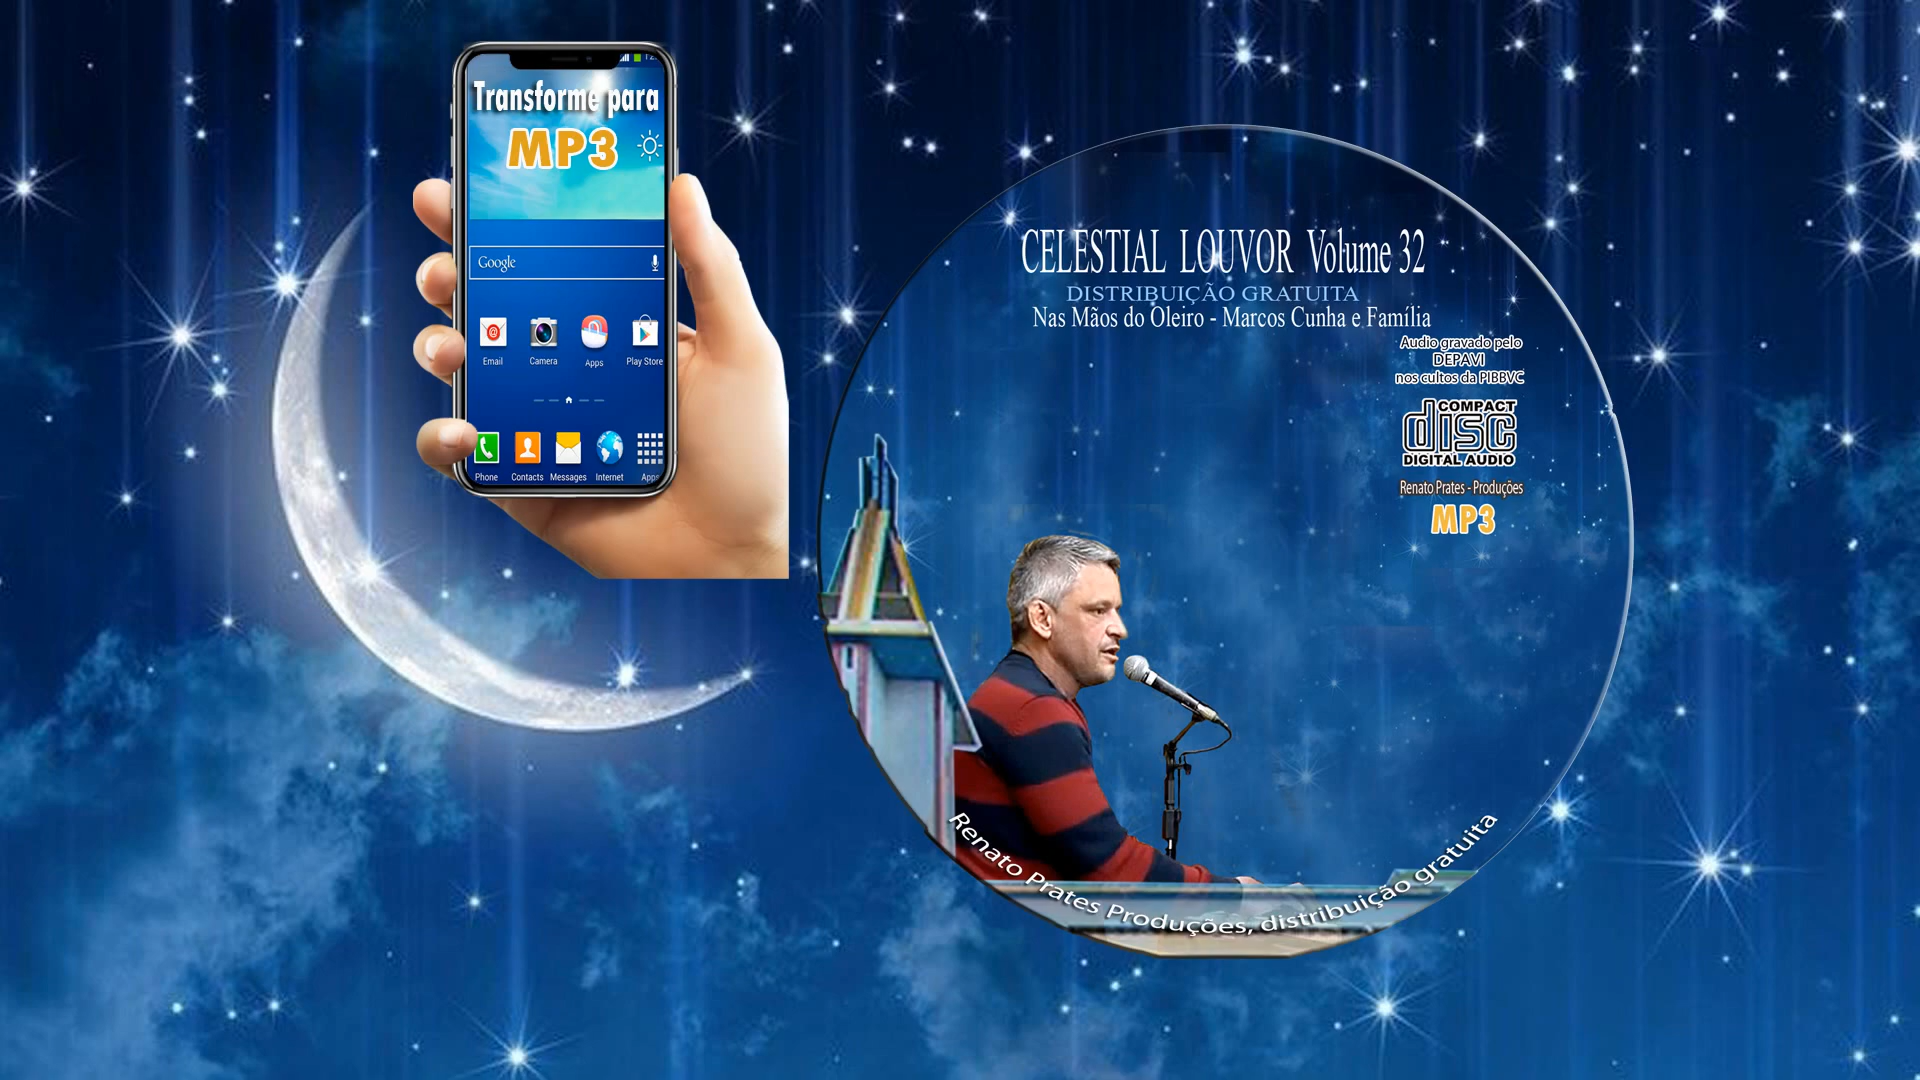 12
Transforme para
MP3
Google
Email
Camera
Apps
Play Store
Phone
Contacts
Messages
Internet
Apps
CELESTIAL LOUVOR Volume 32
DISTRIBUIÇÃO GRATUITA
Nas Mãos do Oleiro - Marcos Cunha e Família
Audio gravado pelo
DEPAVI
nos cultos da PIBBVC
COMPACT
disc
DIGITAL AUDIO
Renato Prates - Produções
MP3
Renato Prates Produções, distribuição gratuita